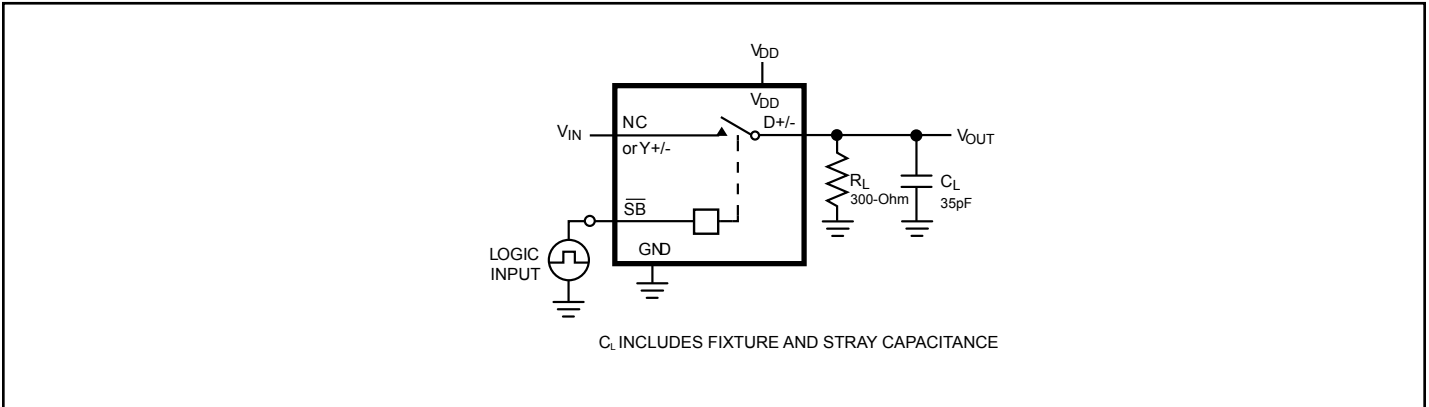 VDD
VDD
VIN
NC
D+/-
VOUT
or Y+/-
RL
300-Ohm
CL
35pF
S̅B̅
LOGIC
INPUT
GND
CL INCLUDES FIXTURE AND STRAY CAPACITANCE